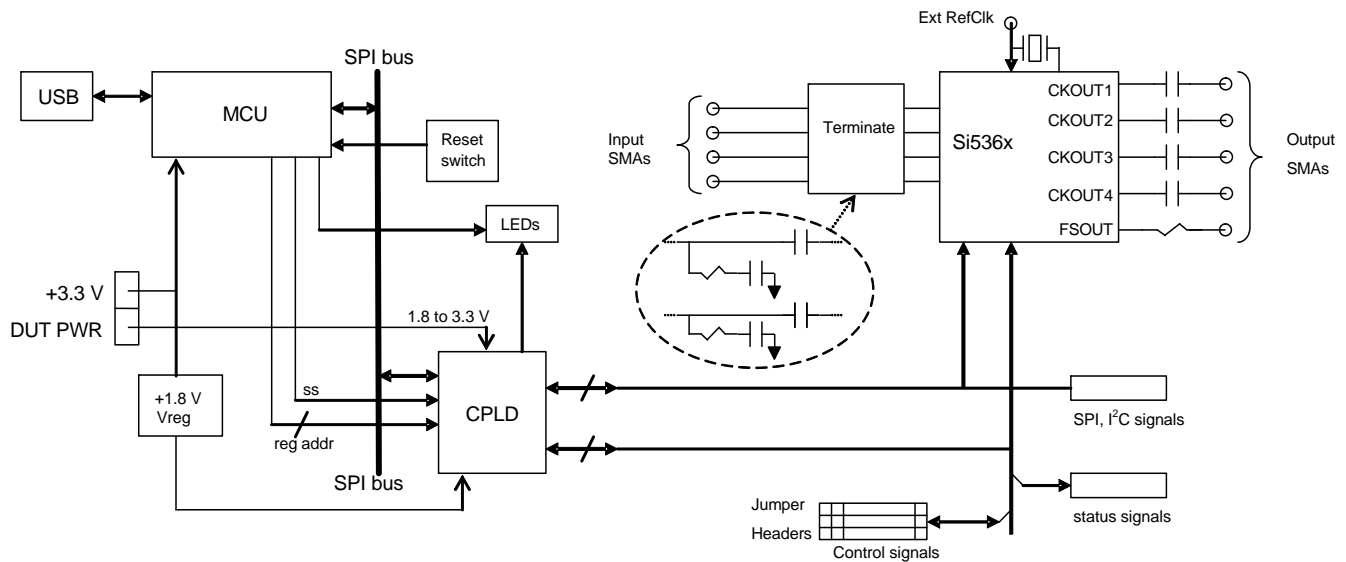 Ext RefClk
SPI bus
USB
MCU
Reset
switch
Input
SMAs
Terminate
Si536x
CKOUT1
CKOUT2
CKOUT3
CKOUT4
FSOUT
Output
SMAs
LEDs
+3.3 V
DUT PWR
1.8 to 3.3 V
+1.8 V
Vreg
ss
reg addr
CPLD
SPI bus
SPI, I²C signals
status signals
Jumper
Headers
Control signals